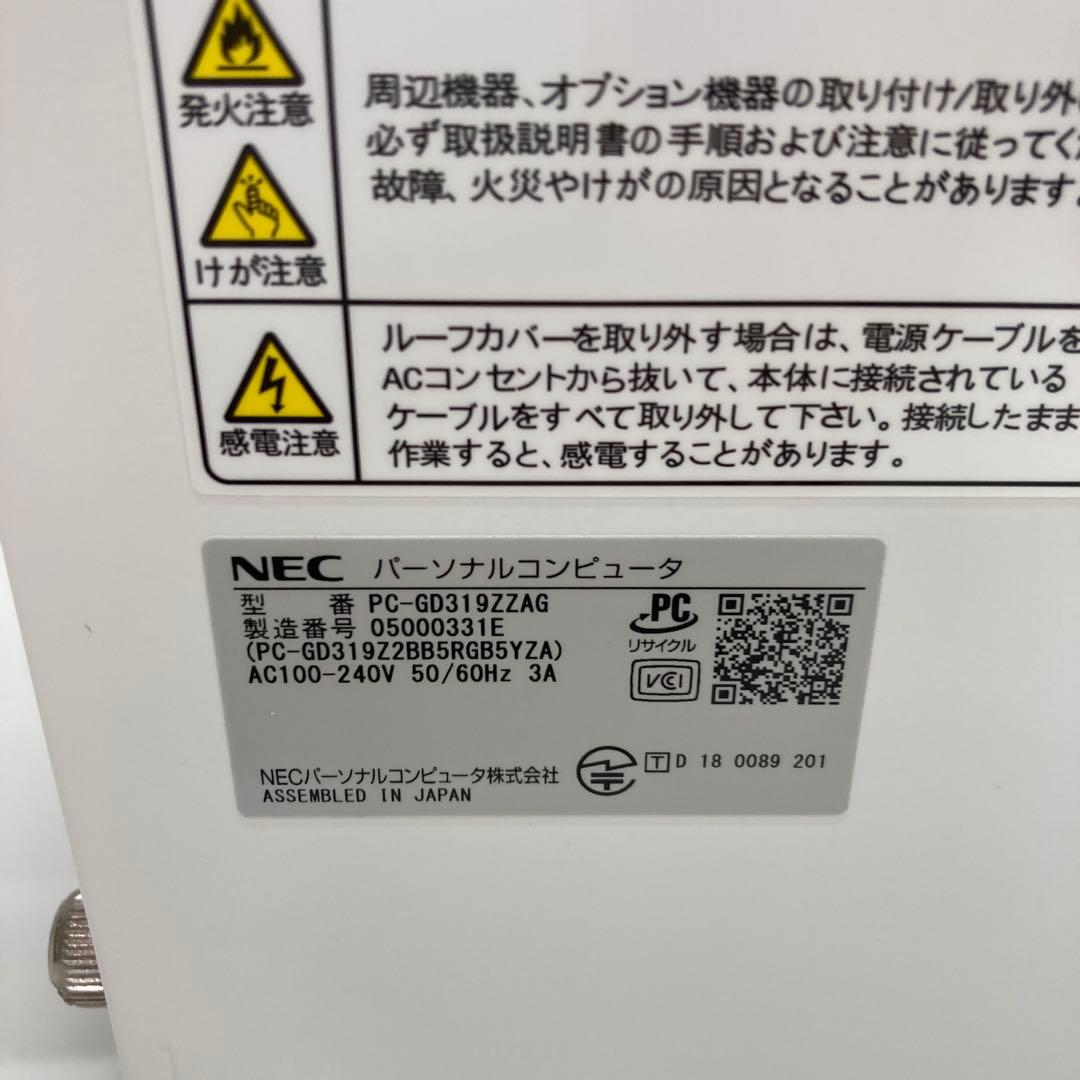 発火注意
周辺機器、オプション機器の取り付け/取り外
必ず取扱説明書の手順および注意に従ってく
故障、火災やけがの原因となることがあります。
けが注意
ルーフカバーを取り外す場合は、電源ケーブルを
ACコンセントから抜いて、本体に接続されている
ケーブルをすべて取り外して下さい。接続したまま
作業すると、感電することがあります。
感電注意
NEC パーソナルコンピュータ
型 番 PC-GD319ZZAG
製造番号 05000331E
(PC-GD319Z2BB5RGB5YZA)
AC100-240V 50/60Hz 3A
PC
リサイクル
VCI
NECパーソナルコンピュータ株式会社
ASSEMBLED IN JAPAN
T D 18 0089 201